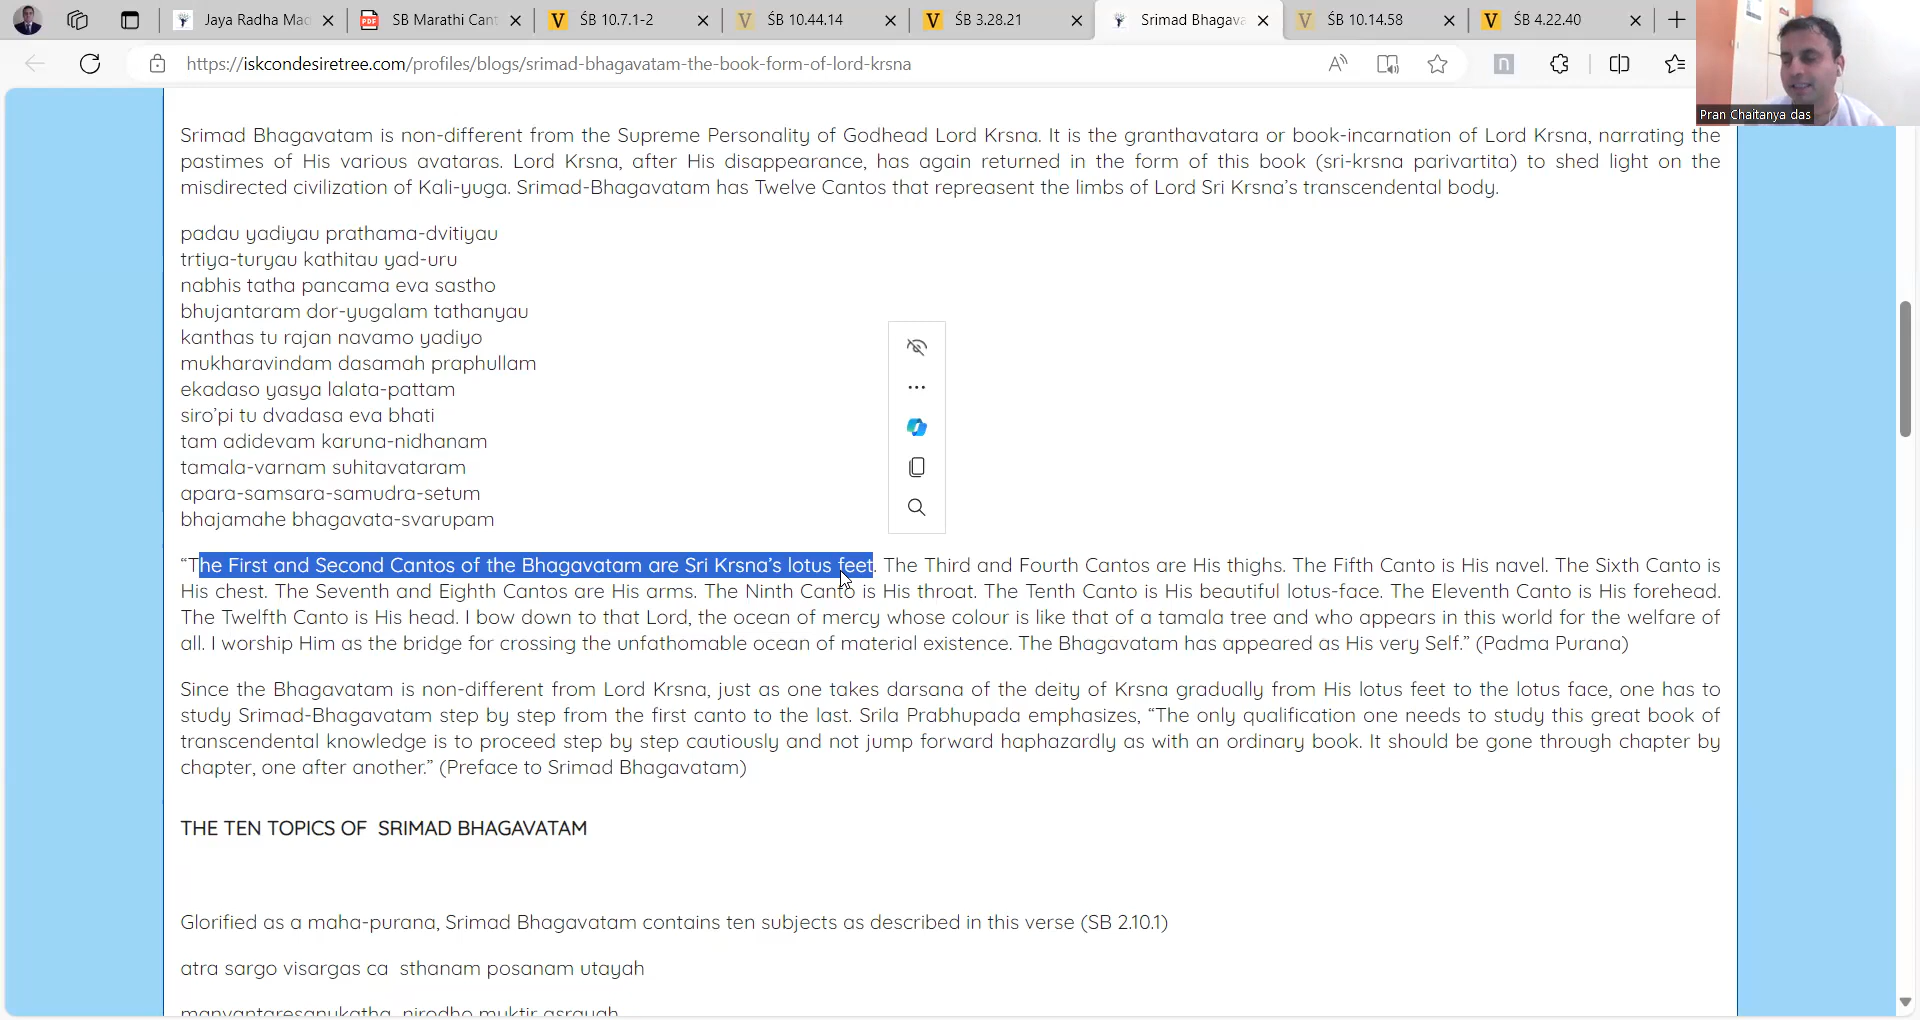 Jaya Radha Mad
SB Marathi Cant
ŚB 10.7.1-2
ŚB 10.44.14
ŚB 3.28.21
Srimad Bhagava
ŚB 10.14.58
ŚB 4.22.40
https://iskcondesiretree.com/profiles/blogs/srimad-bhagavatam-the-book-form-of-lord-krsna
Pran Chaitanya das
Srimad Bhagavatam is non-different from the Supreme Personality of Godhead Lord Krsna. It is the granthavatara or book-incarnation of Lord Krsna, narrating the
pastimes of His various avataras. Lord Krsna, after His disappearance, has again returned in the form of this book (sri-krsna parivartita) to shed light on the
misdirected civilization of Kali-yuga. Srimad-Bhagavatam has Twelve Cantos that repreasent the limbs of Lord Sri Krsna’s transcendental body.
padau yadiyau prathama-dvitiyau
trtiya-turyau kathitau yad-uru
nabhis tatha pancama eva sastho
bhujantaram dor-yugalam tathanyau
kanthas tu rajan navamo yadiyo
mukharavindam dasamah praphullam
ekadaso yasya lalata-pattam
siro’pi tu dvadasa eva bhati
tam adidevam karuna-nidhanam
tamala-varnam suhitavataram
apara-samsara-samudra-setum
bhajamahe bhagavata-svarupam
“The First and Second Cantos of the Bhagavatam are Sri Krsna’s lotus feet. The Third and Fourth Cantos are His thighs. The Fifth Canto is His navel. The Sixth Canto is
His chest. The Seventh and Eighth Cantos are His arms. The Ninth Canto is His throat. The Tenth Canto is His beautiful lotus-face. The Eleventh Canto is His forehead.
The Twelfth Canto is His head. I bow down to that Lord, the ocean of mercy whose colour is like that of a tamala tree and who appears in this world for the welfare of
all. I worship Him as the bridge for crossing the unfathomable ocean of material existence. The Bhagavatam has appeared as His very Self.” (Padma Purana)
Since the Bhagavatam is non-different from Lord Krsna, just as one takes darsana of the deity of Krsna gradually from His lotus feet to the lotus face, one has to
study Srimad-Bhagavatam step by step from the first canto to the last. Srila Prabhupada emphasizes, “The only qualification one needs to study this great book of
transcendental knowledge is to proceed step by step cautiously and not jump forward haphazardly as with an ordinary book. It should be gone through chapter by
chapter, one after another.” (Preface to Srimad Bhagavatam)
THE TEN TOPICS OF SRIMAD BHAGAVATAM
Glorified as a maha-purana, Srimad Bhagavatam contains ten subjects as described in this verse (SB 2.10.1)
atra sargo visargas ca sthanam posanam utayah
manvantaresanukatha nirodho muktir asrayah